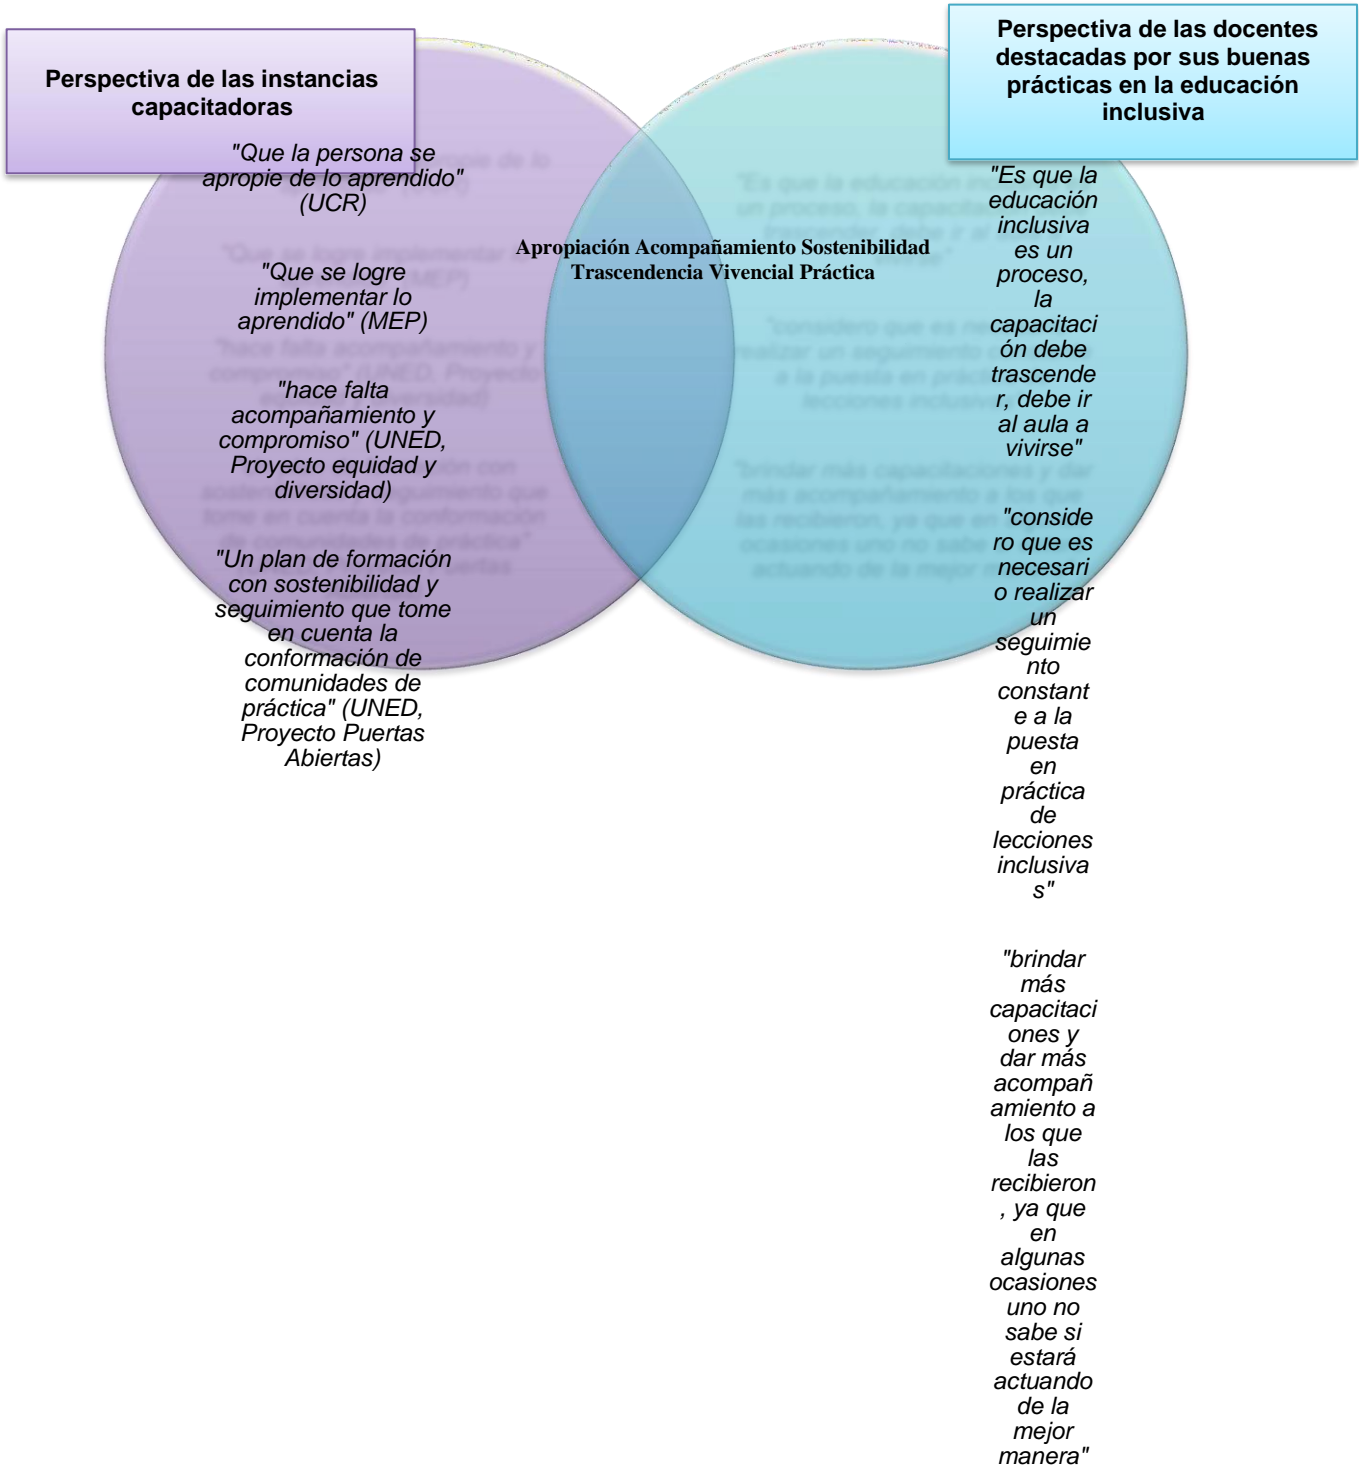 Perspectiva de las instancias
capacitadoras
"Que la persona se
apropie de lo aprendido"
(UCR)
"Que se logre
implementar lo
aprendido" (MEP)
"hace falta
acompañamiento y
compromiso" (UNED,
Proyecto equidad y
diversidad)
"Un plan de formación
con sostenibilidad y
seguimiento que tome
en cuenta la
conformación de
comunidades de
práctica" (UNED,
Proyecto Puertas
Abiertas)
Apropiación Acompañamiento Sostenibilidad
Trascendencia Vivencial Práctica
Perspectiva de las docentes
destacadas por sus buenas
prácticas en la educación
inclusiva
"Es que la
educación
inclusiva
es un
proceso,
la
capacitaci
ón debe
trascende
r, debe ir
al aula a
vivirse"
"conside
ro que es
necesari
o realizar
un
seguimie
nto
constant
e a la
puesta
en
práctica
de
lecciones
inclusiva
s"
"brindar
más
capacitaci
ones y
dar más
acompañ
amiento a
los que
las
recibieron
, ya que
en
algunas
ocasiones
uno no
sabe si
estará
actuando
de la
mejor
manera"